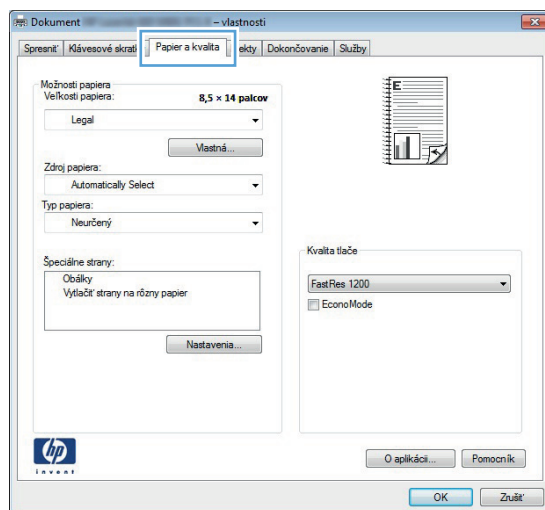 Dokument – vlastnosti
Spresniť Klávesové skrat Papier a kvalita ekty Dokončovanie Služby
Možnosti papiera
Veľkosti papiera: 8,5 × 14 palcov
Legal
Vlastná...
Zdroj papiera:
Automatically Select
Typ papiera:
Neurčený
Špeciálne strany:
Obálky
Vytlačiť strany na rôzny papier
Nastavenia...
E
Kvalita tlače
FastRes 1200
EconoMode
hp
invent
O aplikácii... Pomocník
OK Zrušiť